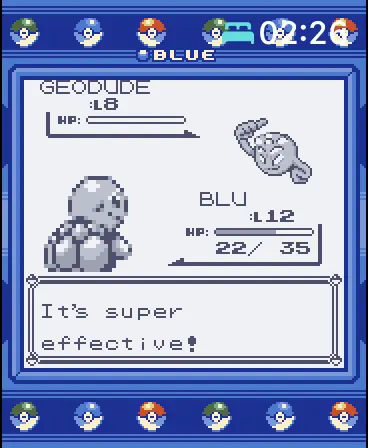 02:26
BLUE
GEODUDE
:L8
HP:
BLU
:L12
HP:
22/ 35
It's super
effective!